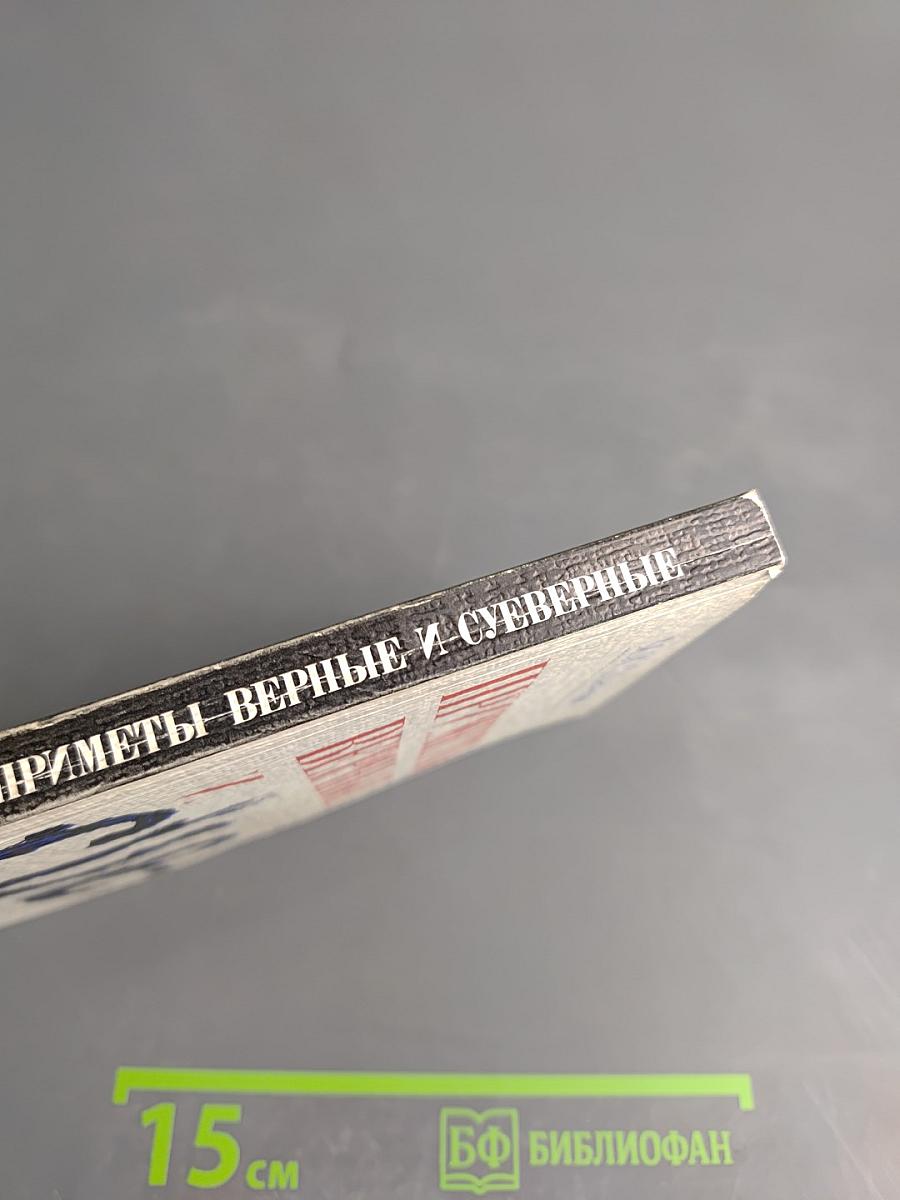 ПРИМЕТЫ ВЕРНЫЕ И СУЕВЕРНЫЕ
15 см
БФ БИБЛИОФАН